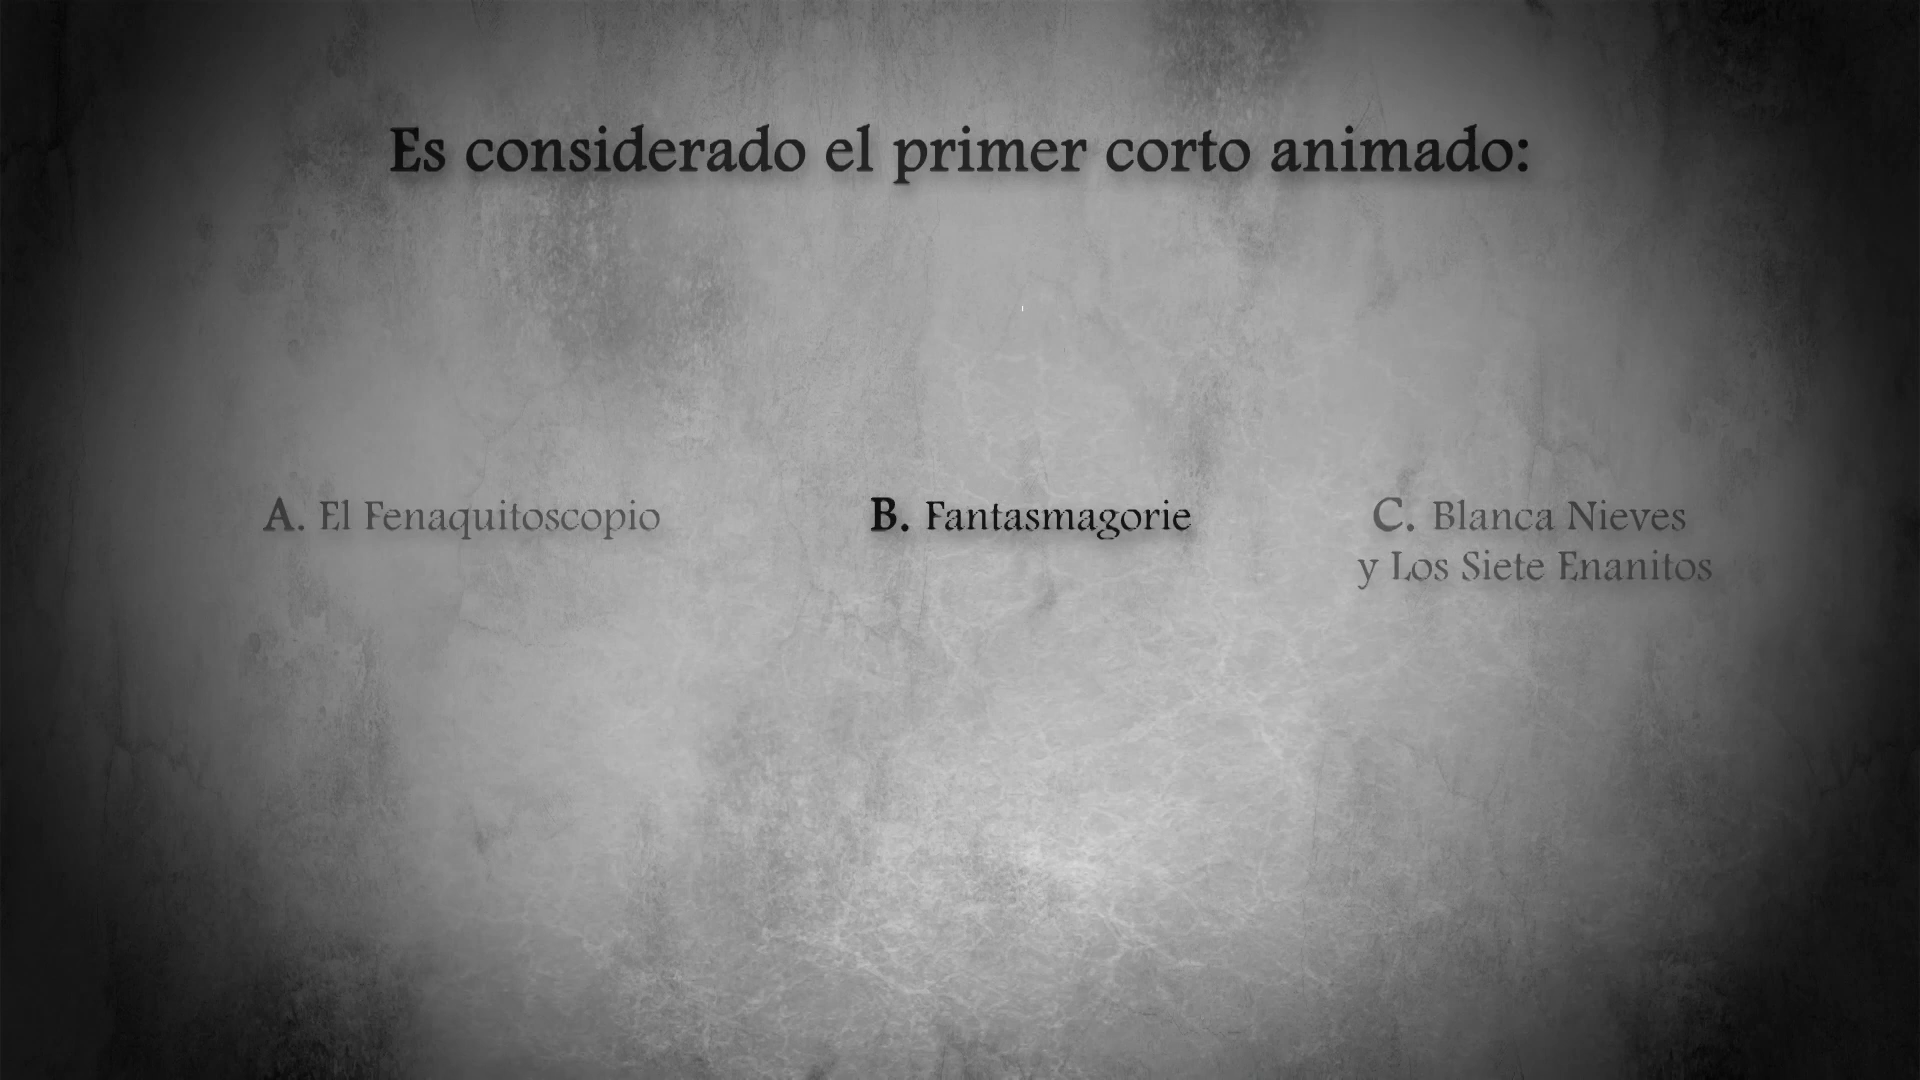 Es considerado el primer corto animado:
A. El Fenaquitoscopio
B. Fantasmagorie
C. Blanca Nieves
y Los Siete Enanitos